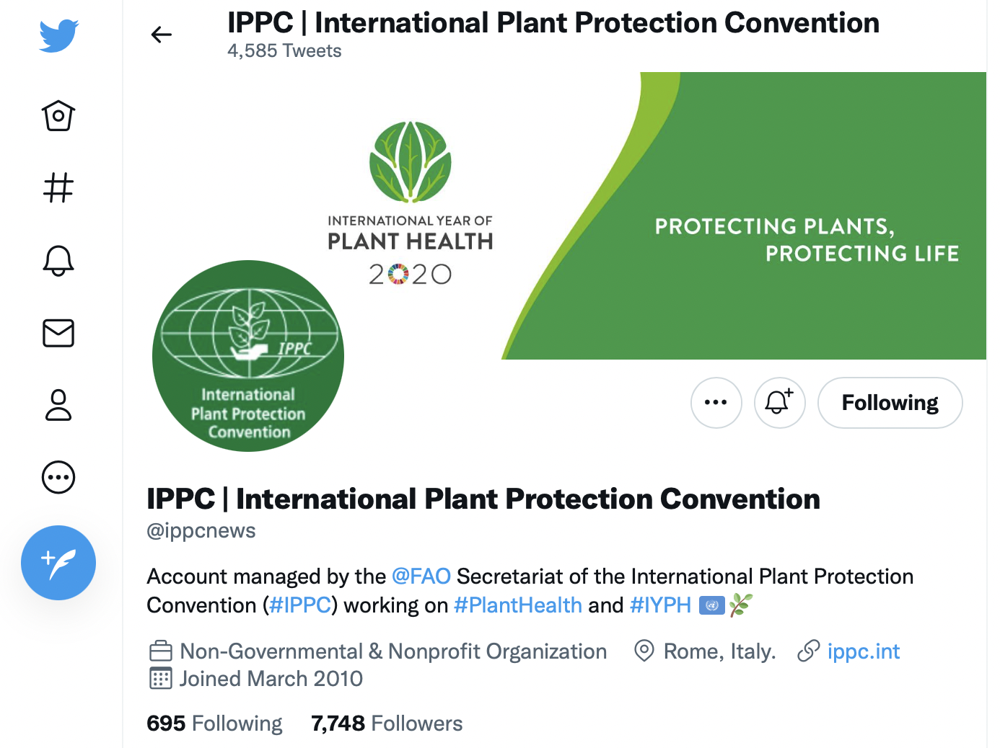 IPPC | International Plant Protection Convention
4,585 Tweets
INTERNATIONAL YEAR OF
PLANT HEALTH
2020
PROTECTING PLANTS,
PROTECTING LIFE
IPPC
International
Plant Protection
Convention
Following
IPPC | International Plant Protection Convention
@ippcnews
Account managed by the @FAO Secretariat of the International Plant Protection
Convention (#IPPC) working on #PlantHealth and #IYPH 🇺🇳🌿
Non-Governmental & Nonprofit Organization Rome, Italy. ippc.int
Joined March 2010
695 Following 7,748 Followers